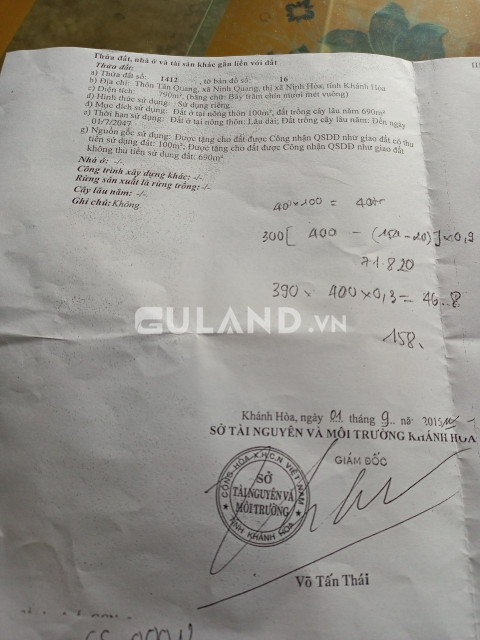 Thửa đất, nhà ở và tài sản khác gắn liền với đất
Thửa đất:
a) Thửa đất số: 1412 , tờ bản đồ số: 16
b) Địa chỉ: Thôn Tân Quang, xã Ninh Quang, thị xã Ninh Hòa, tỉnh Khánh Hòa
c) Diện tích: 790m², (bằng chữ: Bảy trăm chín mươi mét vuông)
d) Hình thức sử dụng: Sử dụng riêng.
đ) Mục đích sử dụng: Đất ở tại nông thôn 100m², đất trồng cây lâu năm 690m²
e) Thời hạn sử dụng: Đất ở tại nông thôn: Lâu dài; Đất trồng cây lâu năm: Đến ngày
01/7/2047
g) Nguồn gốc sử dụng: Được tặng cho đất được Công nhận QSDĐ như giao đất có thu
tiền sử dụng đất: 100m²; Được tặng cho đất được Công nhận QSDĐ như giao đất
không thu tiền sử dụng đất: 690m²
Nhà ở: -/-
Công trình xây dựng khác: -/-
Rừng sản xuất là rừng trồng: -/-
Cây lâu năm: -/-
Ghi chú: Không.
300[ 400 - 
71.820
390 × 400 × 0,3 = 46.8
158.
GULAND.VN
Khánh Hòa, ngày 01 tháng 9 nă 2015
SỞ TÀI NGUYÊN VÀ MÔI TRƯỜNG KHÁNH HÒA
GIÁM ĐỐC
CỘNG HÒA X.H.C.N VIỆT NAM
SỞ
TÀI NGUYÊN VÀ
MÔI TRƯỜNG
TỈNH KHÁNH HÒA
Võ Tấn Thái